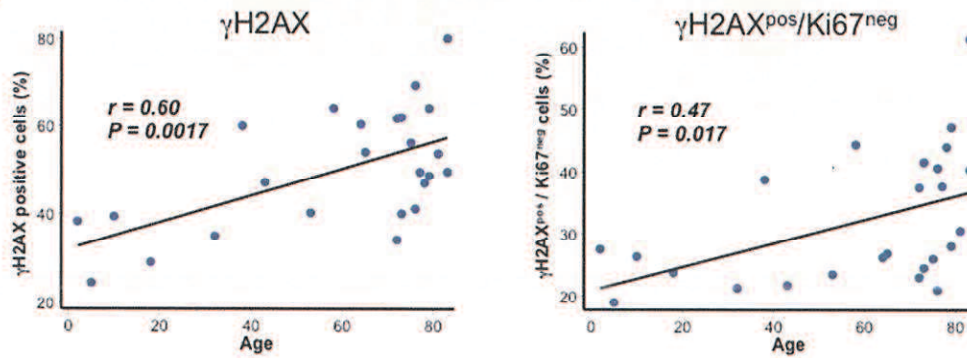 γH2AX
80
60
40
20
γH2AX positive cells (%)
r = 0.60
P = 0.0017
0 20 40 60 80
Age
γH2AXpos/Ki67neg
60
50
40
30
20
γH2AXpos / Ki67neg cells (%)
r = 0.47
P = 0.017
0 20 40 60 80
Age